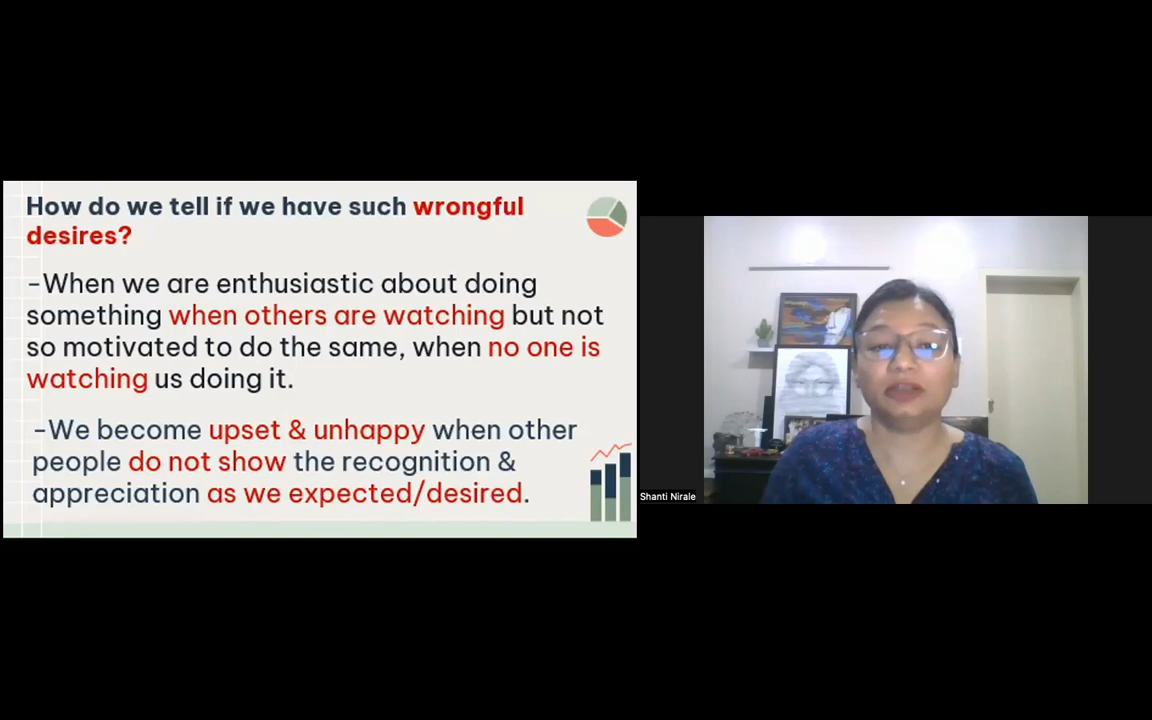 How do we tell if we have such wrongful
desires?
-When we are enthusiastic about doing
something when others are watching but not
so motivated to do the same, when no one is
watching us doing it.
-We become upset & unhappy when other
people do not show the recognition &
appreciation as we expected/desired.
Shanti Nirale